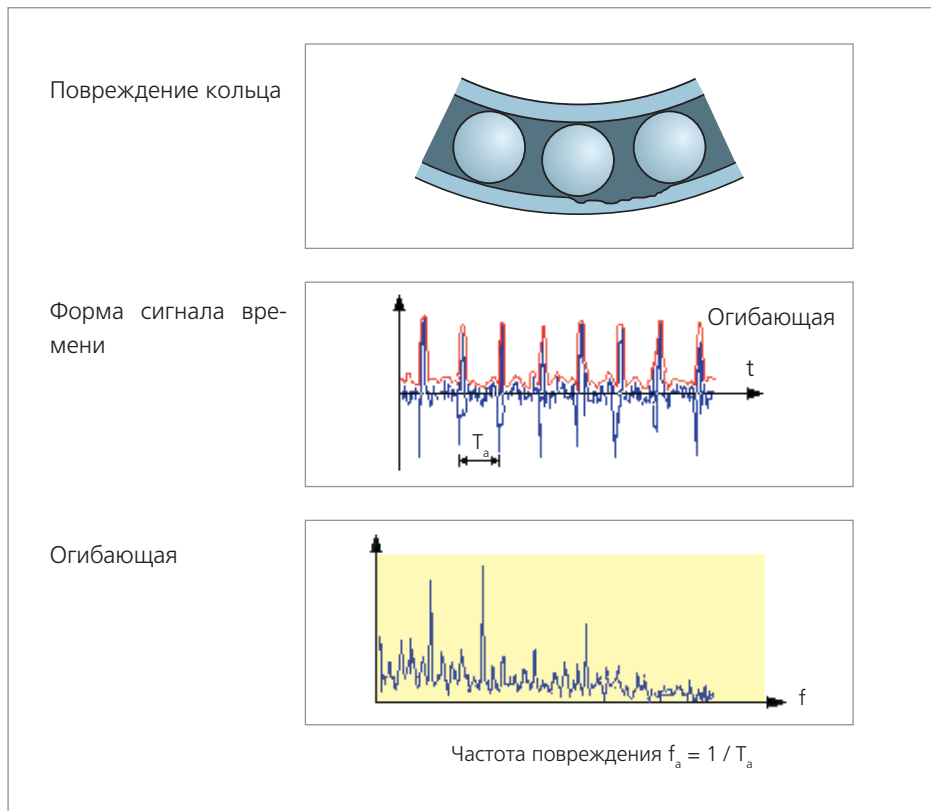 Повреждение кольца
Форма сигнала вре-
мени
Огибающая
t
Tₐ
Огибающая
f
Частота повреждения fₐ = 1 / Tₐ